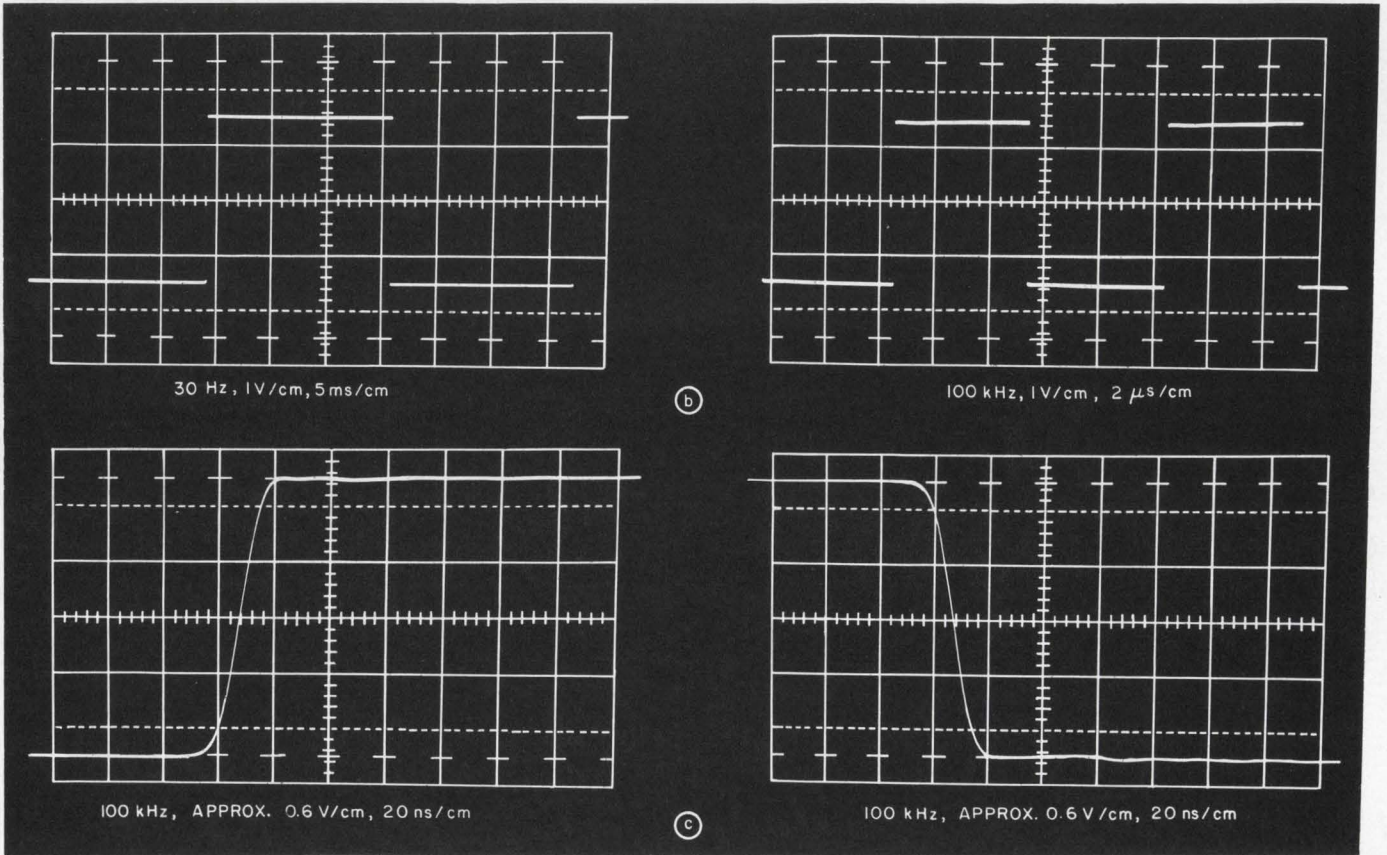 30 Hz, 1V/cm, 5ms/cm
100 kHz, 1V/cm, 2 μs/cm
b
100 kHz, APPROX. 0.6 V/cm, 20 ns/cm
100 kHz, APPROX. 0.6 V/cm, 20 ns/cm
c